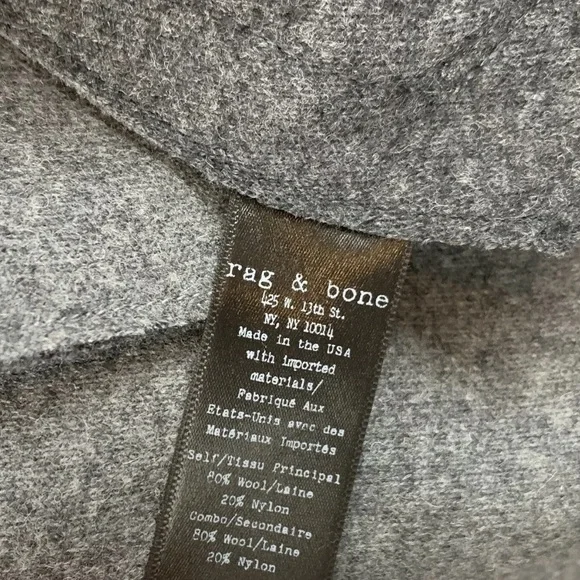 rag & bone
425 W. 13th St.
NY, NY 10014
Made in the USA
with imported
materials/
Fabriqué Aux
Etats-Unis avec des
Matériaux Importés
Self/Tissu Principal
80% Wool/Laine
20% Nylon
Combo/Secondaire
80% Wool/Laine
20% Nylon